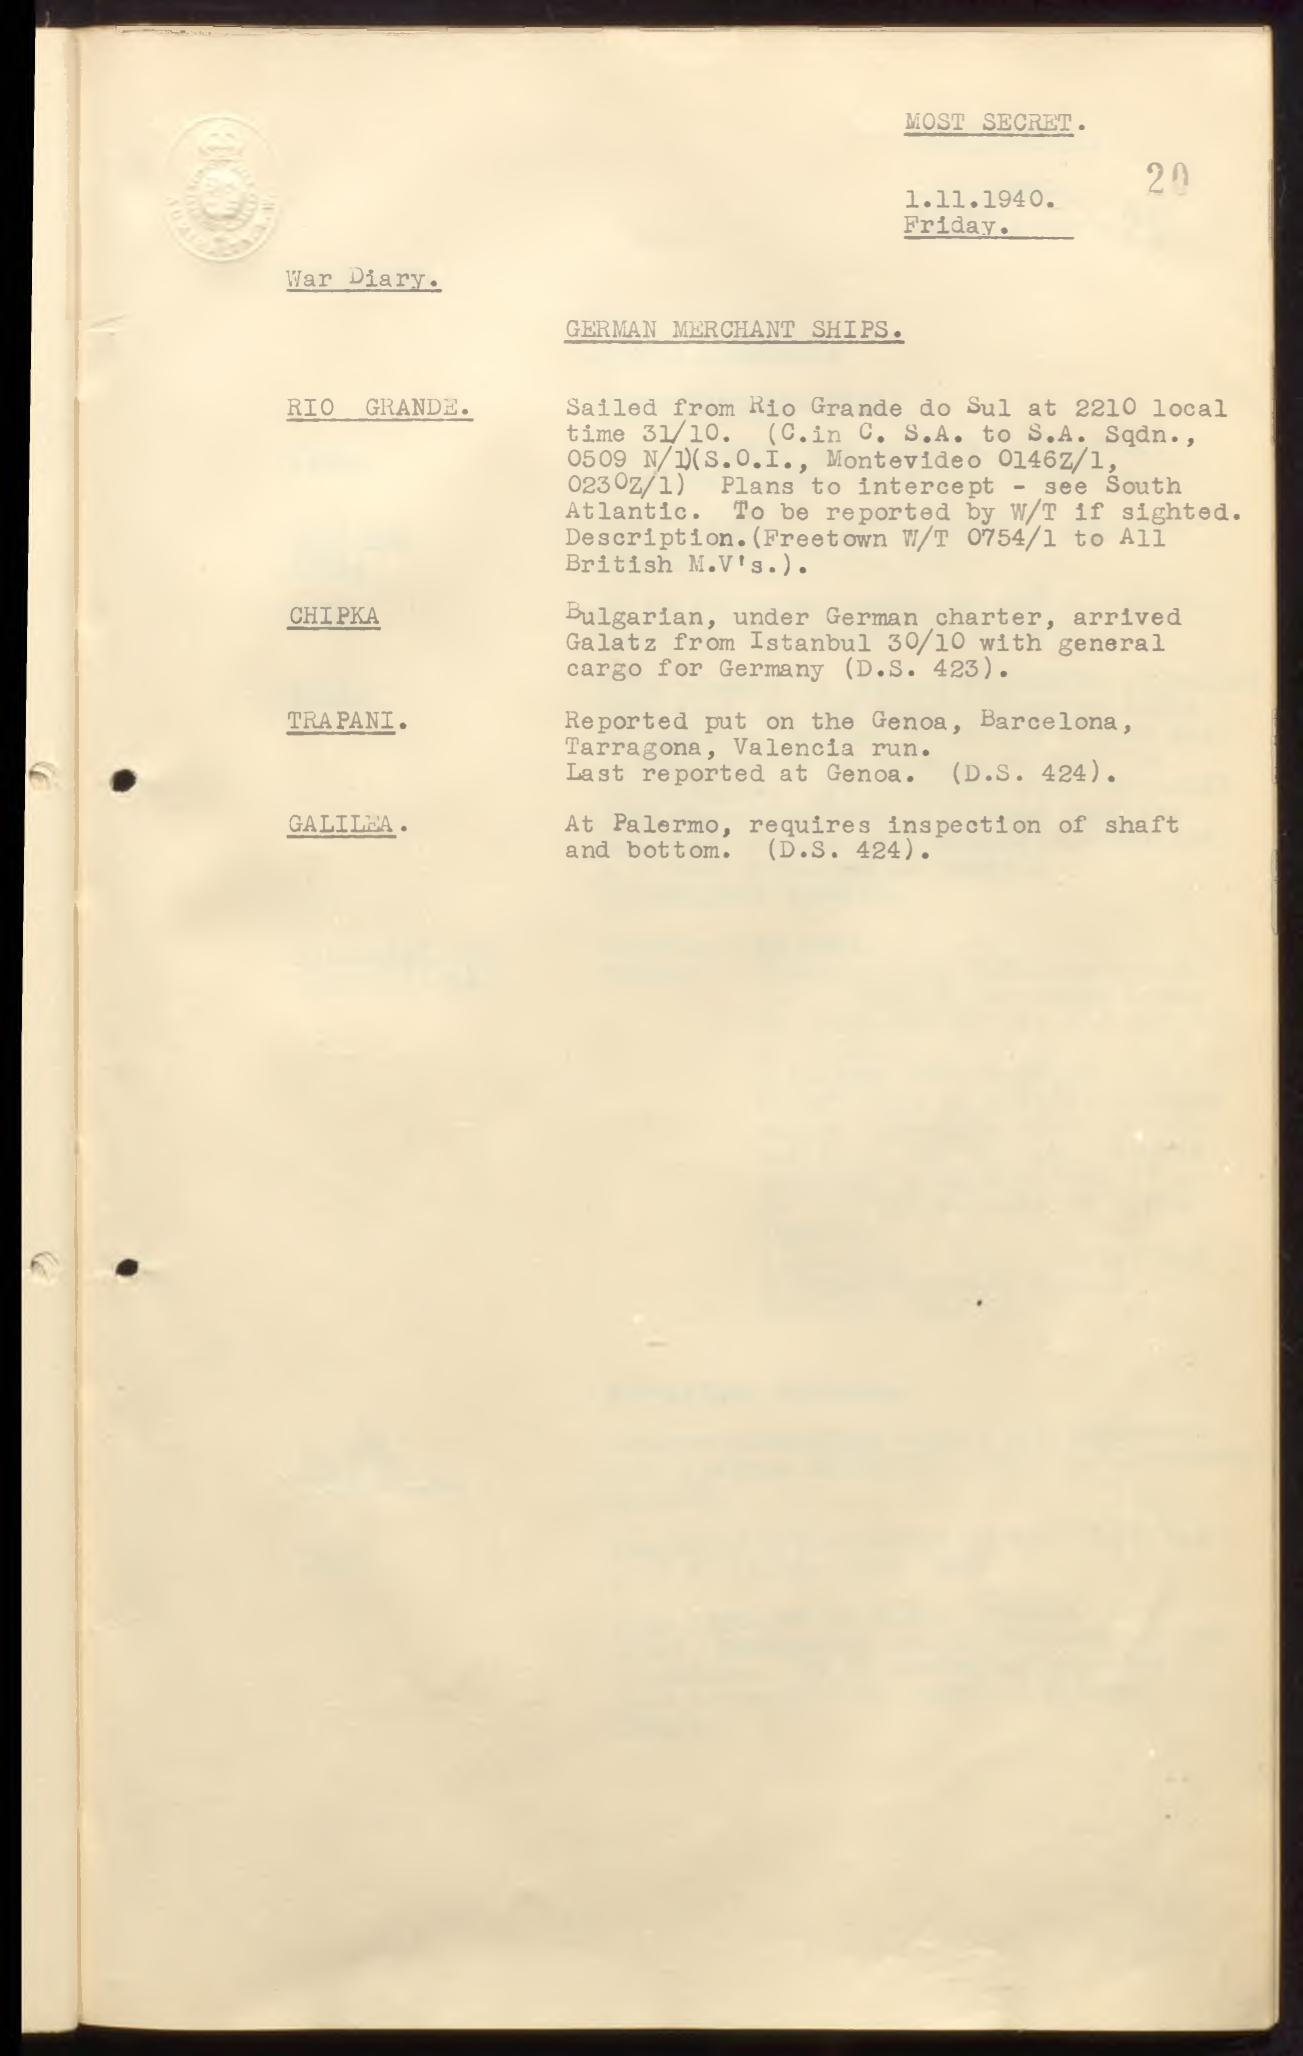 MOST SECRET.
20
1.11.1940.
Friday.
War Diary.
GERMAN MERCHANT SHIPS.
RIO GRANDE. Sailed from Rio Grande do Sul at 2210 local
time 31/10. (C.in C. S.A. to S.A. Sqdn.,
0509 N/1)(S.O.I., Montevideo 0146Z/1,
0230Z/1) Plans to intercept - see South
Atlantic. To be reported by W/T if sighted.
Description.(Freetown W/T 0754/1 to All
British M.V's.).
CHIPKA Bulgarian, under German charter, arrived
Galatz from Istanbul 30/10 with general
cargo for Germany (D.S. 423).
TRAPANI. Reported put on the Genoa, Barcelona,
Tarragona, Valencia run.
Last reported at Genoa. (D.S. 424).
GALILEA. At Palermo, requires inspection of shaft
and bottom. (D.S. 424).